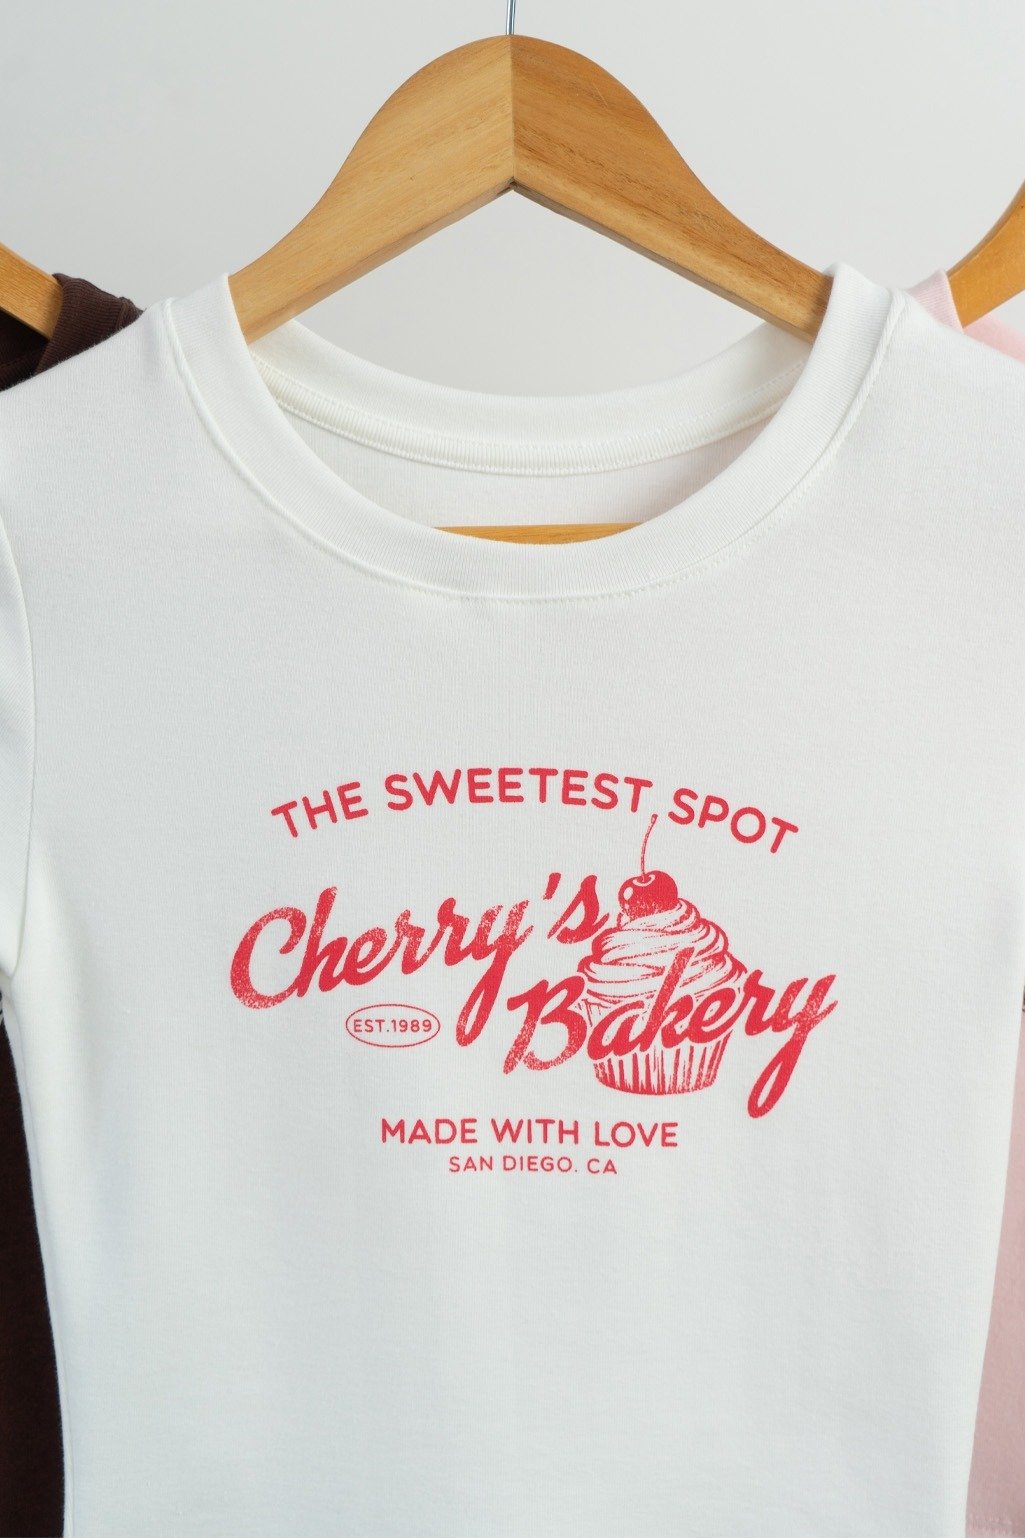 THE SWEETEST SPOT
Cherry's
Bakery
EST.1989
MADE WITH LOVE
SAN DIEGO. CA